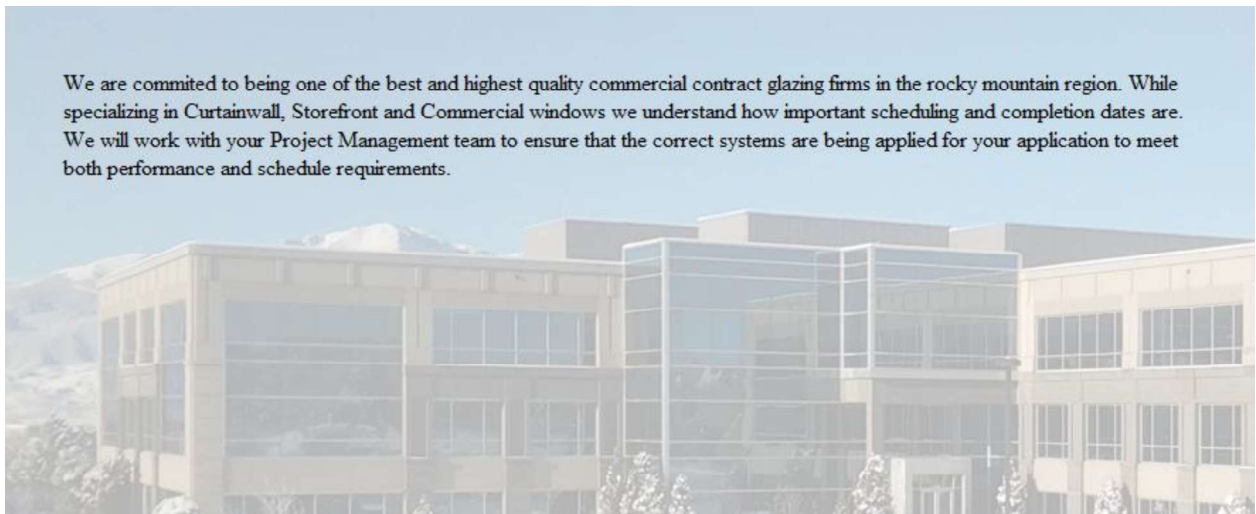 We are commited to being one of the best and highest quality commercial contract glazing firms in the rocky mountain region. While
specializing in Curtainwall, Storefront and Commercial windows we understand how important scheduling and completion dates are.
We will work with your Project Management team to ensure that the correct systems are being applied for your application to meet
both performance and schedule requirements.